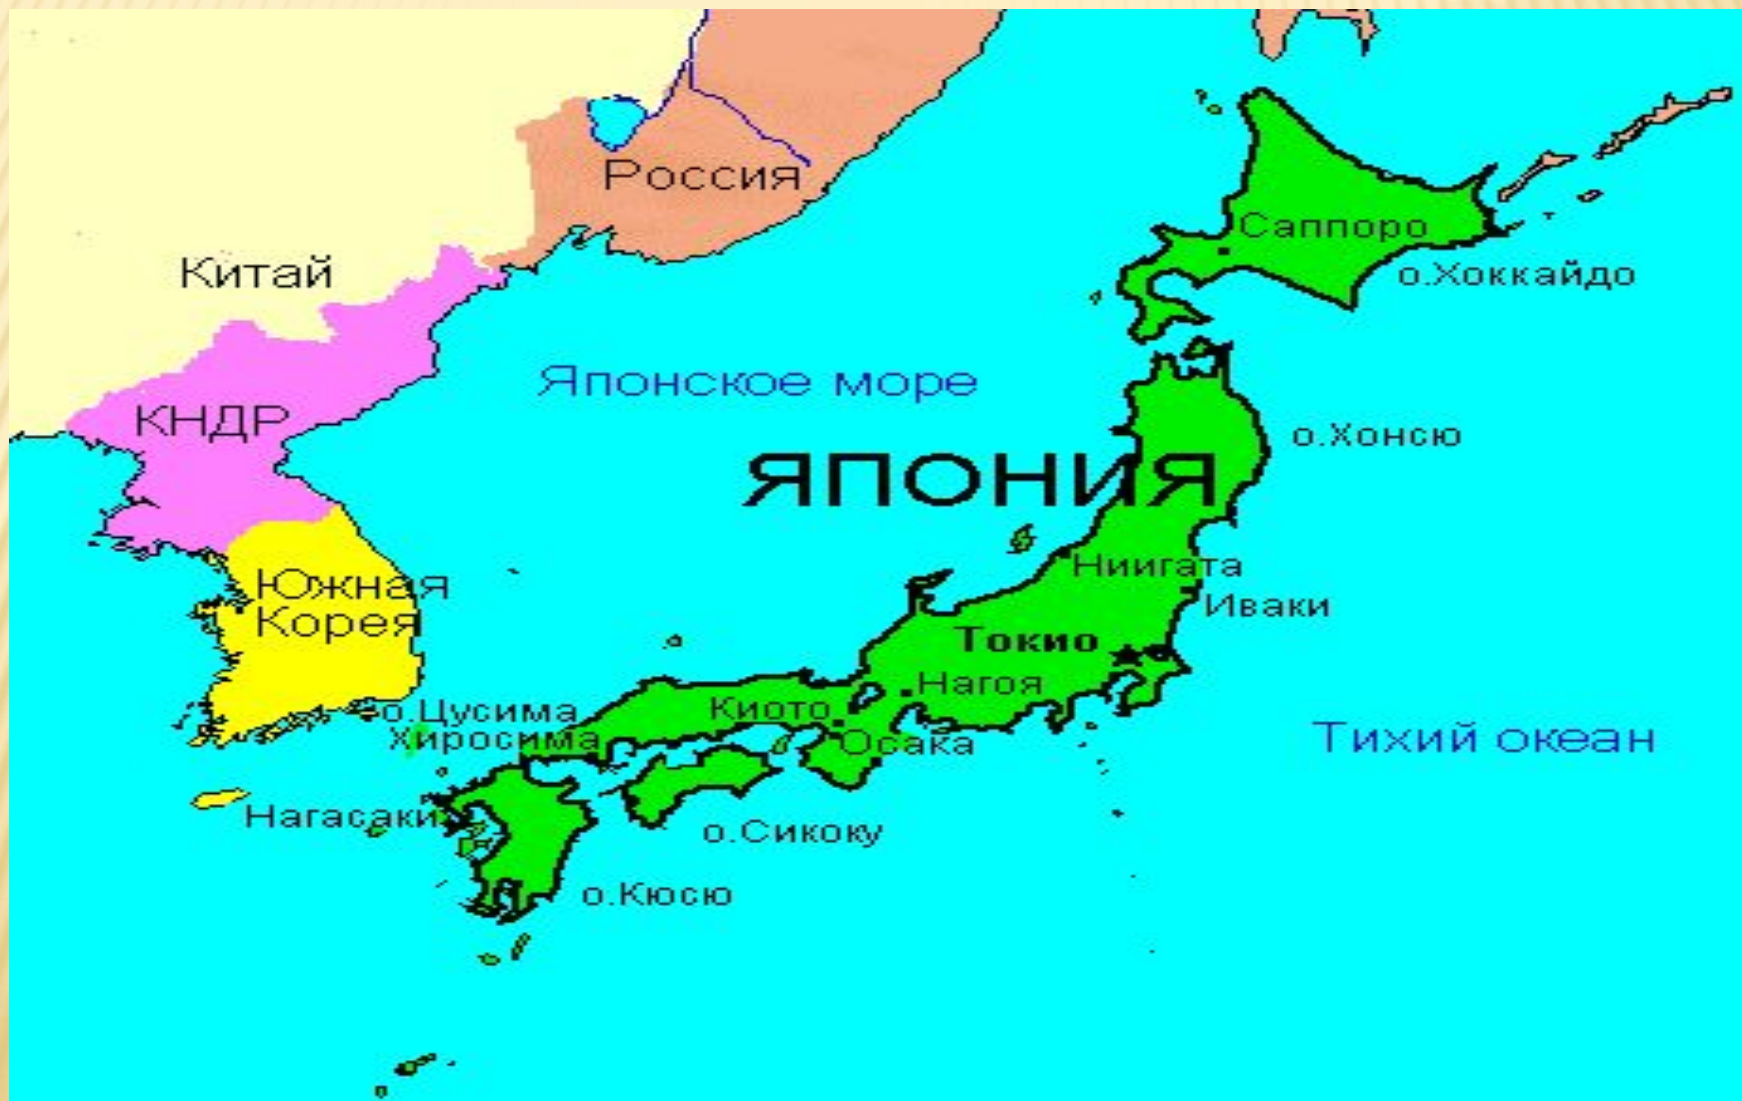 Россия
Саппоро
Китай
о.Хоккайдо
Японское море
КНДР
о.Хонсю
ЯПОНИЯ
Ниигата
Южная
Корея
Иваки
Токио
Нагоя
о.Цусима
Киото
Хиросима
Осака
Тихий океан
Нагасаки
о.Сикоку
о.Кюсю